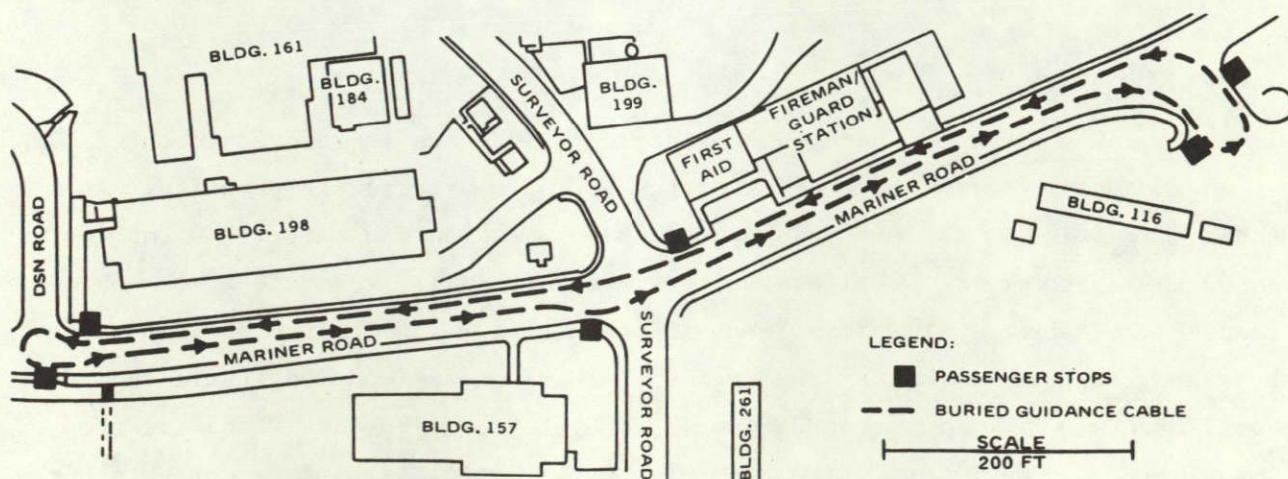 BLDG. 161
BLDG.
184
SURVEYOR ROAD
BLDG.
199
FIREMAN/
GUARD
STATION
FIRST
AID
MARINER ROAD
BLDG. 116
DSN ROAD
BLDG. 198
MARINER ROAD
SURVEYOR ROAD
BLDG. 157
BLDG. 261
LEGEND:
PASSENGER STOPS
BURIED GUIDANCE CABLE
SCALE
200 FT